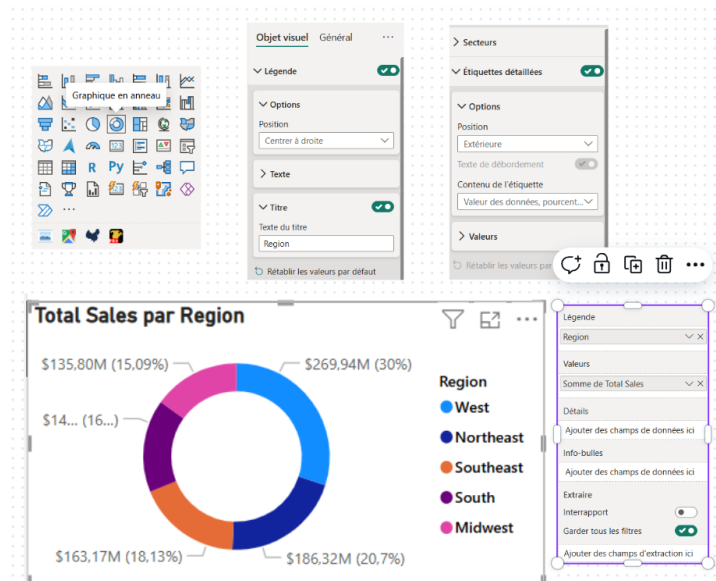 Graphique en anneau
R
Py
Objet visuel Général
Légende
Options
Position
Centrer à droite
Texte
Titre
Texte du titre
Region
Rétablir les valeurs par défaut
Secteurs
Étiquettes détaillées
Options
Position
Extérieure
Texte de débordement
Contenu de l'étiquette
Valeur des données, pourcent...
Valeurs
Rétablir les valeurs par
Total Sales par Region
$135,80M (15,09%)
$269,94M (30%)
$14... (16...)
$163,17M (18,13%)
$186,32M (20,7%)
Region
West
Northeast
Southeast
South
Midwest
Légende
Region
Valeurs
Somme de Total Sales
Détails
Ajouter des champs de données ici
Info-bulles
Ajouter des champs de données ici
Extraire
Interrapport
Garder tous les filtres
Ajouter des champs d'extraction ici